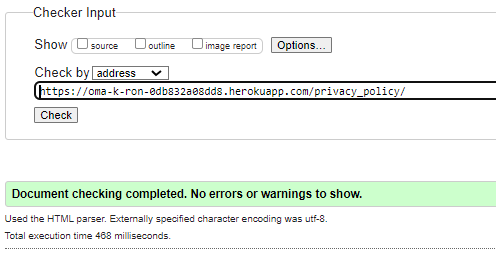 Checker Input
Show source outline image report Options...
Check by address
https://oma-k-ron-0db832a08dd8.herokuapp.com/privacy_policy/
Check
Document checking completed. No errors or warnings to show.
Used the HTML parser. Externally specified character encoding was utf-8.
Total execution time 468 milliseconds.